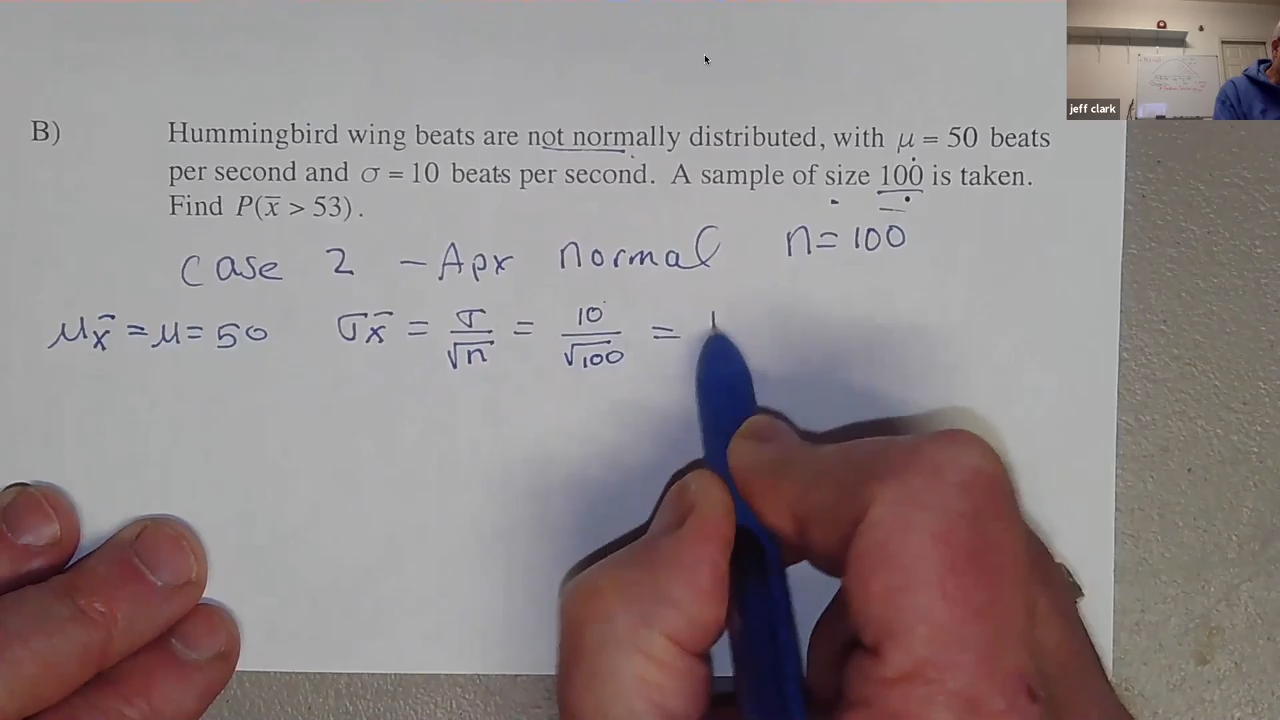 jeff clark
B) Hummingbird wing beats are not normally distributed, with μ = 50 beats
per second and σ = 10 beats per second. A sample of size 100 is taken.
Find P(x̄ > 53).
n = 100
case 2 - Apx normal
μx̄ = μ = 50 σx̄ = σ/√n = 10/√100 =